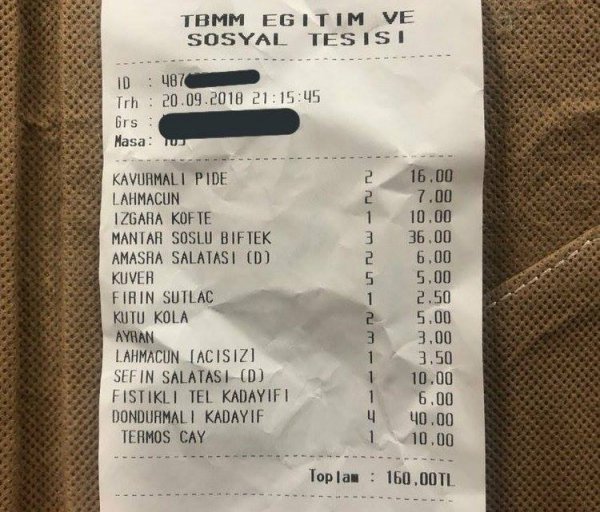 TBMM EGITIM VE
SOSYAL TESISI
ID : 487
Trh : 20.09.2018 21:15:45
Grs :
Masa:
KAVURMALI PIDE 2 16.00
LAHMACUN 2 7.00
IZGARA KOFTE 1 10.00
MANTAR SOSLU BIFTEK 3 36.00
AMASRA SALATASI (D) 2 6.00
KUVER 5 5.00
FIRIN SUTLAC 1 2.50
KUTU KOLA 2 5.00
AYRAN 3 3.00
LAHMACUN [ACISIZ] 1 3.50
SEFIN SALATASI (D) 1 10.00
FISTIKLI TEL KADAYIFI 1 6.00
DONDURMALI KADAYIF 4 40.00
TERMOS CAY 1 10.00
Toplam : 160,00TL